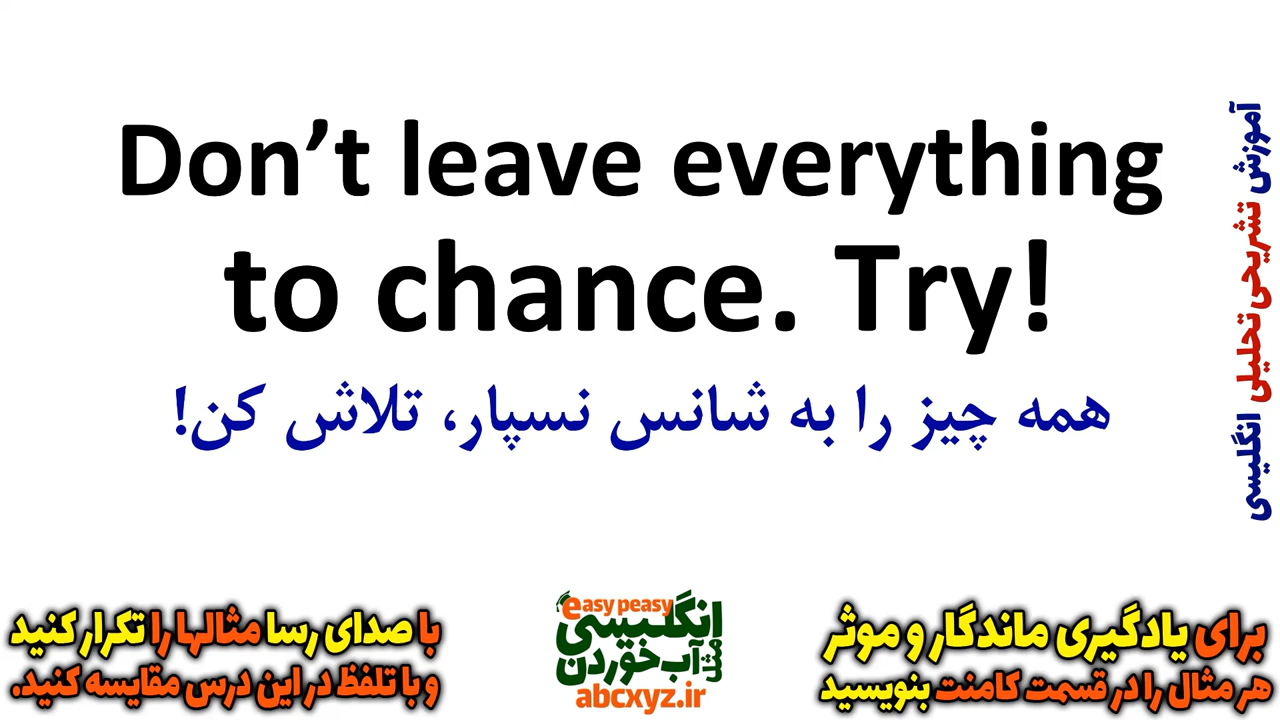 Don’t leave everything
to chance. Try!
همه چیز را به شانس نسپار، تلاش کن!
آموزش تشریحی تحلیلی انگلیسی
برای یادگیری ماندگار و موثر
هر مثال را در قسمت کامنت بنویسید
easy peasy
انگلیسی
مثل آب خوردن
abcxyz.ir
با صدای رسا مثالها را تکرار کنید
و با تلفظ در این درس مقایسه کنید.